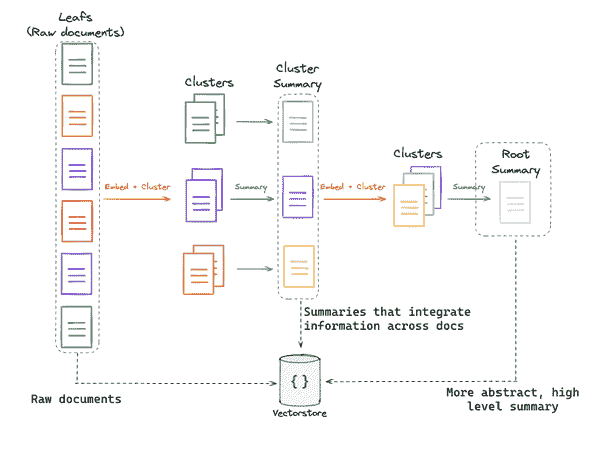 Leafs
(Raw documents)
Clusters
Cluster
Summary
Clusters
Root
Summary
Embed + Cluster
Summary
Embed + Cluster
Summary
Summaries that integrate
information across docs
{}
Vectorstore
Raw documents
More abstract, high
level summary